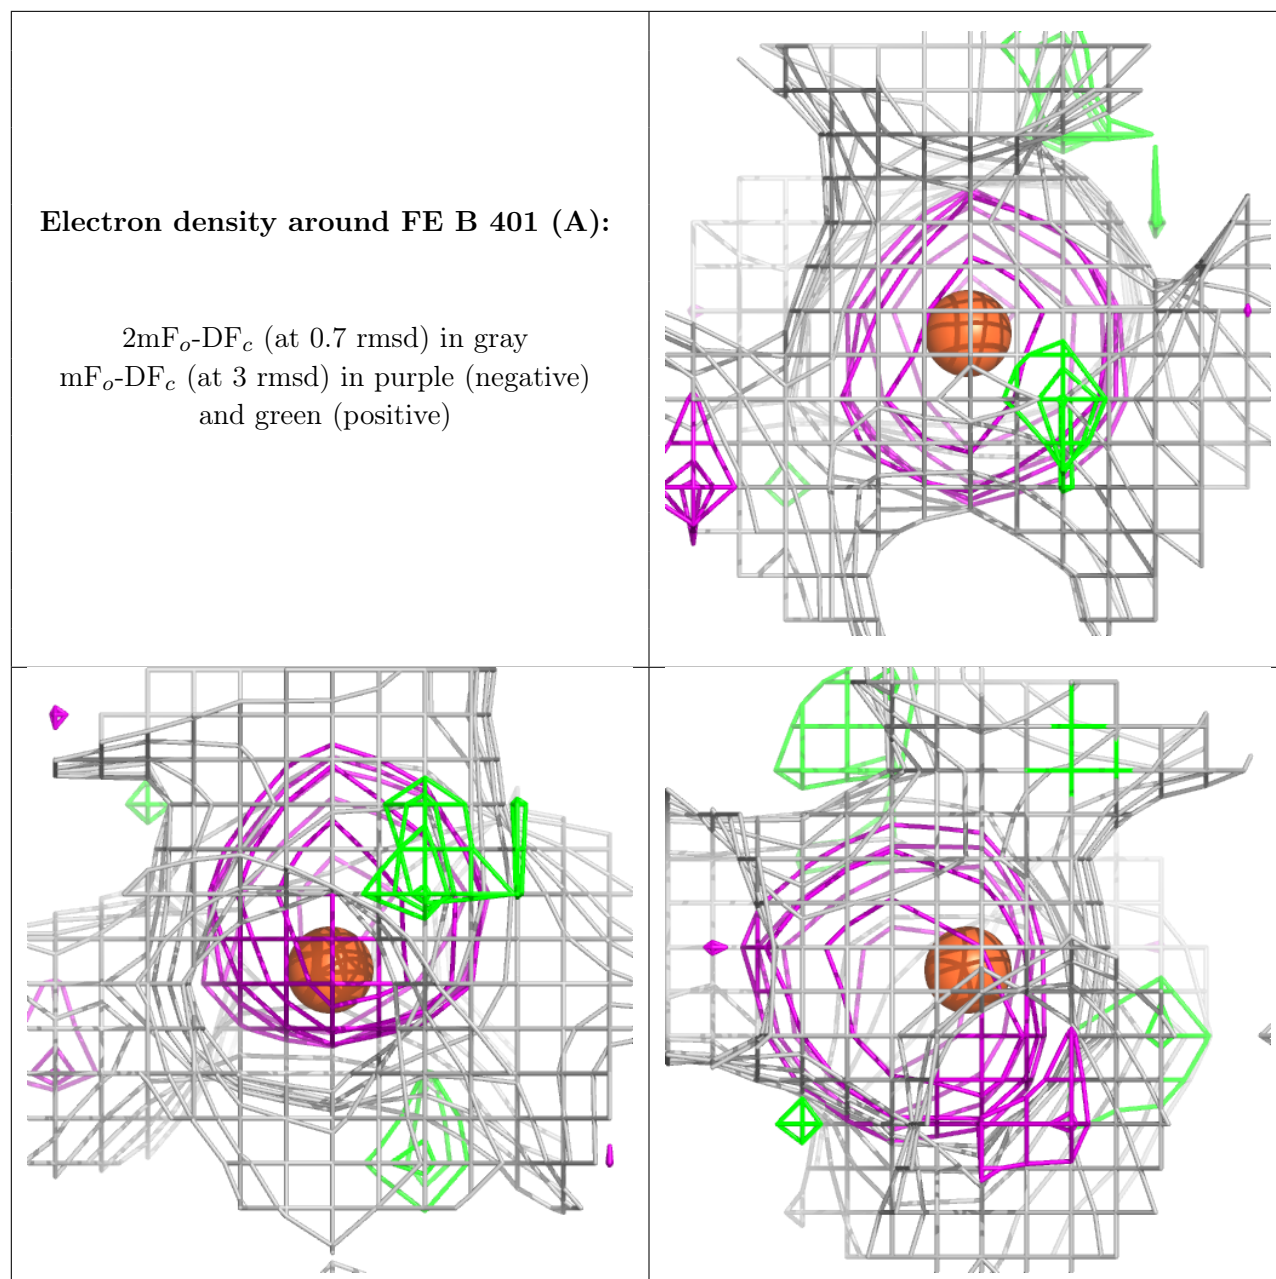 Electron density around FE B 401 (A):
2mFo-DFc (at 0.7 rmsd) in gray
mFo-DFc (at 3 rmsd) in purple (negative)
and green (positive)